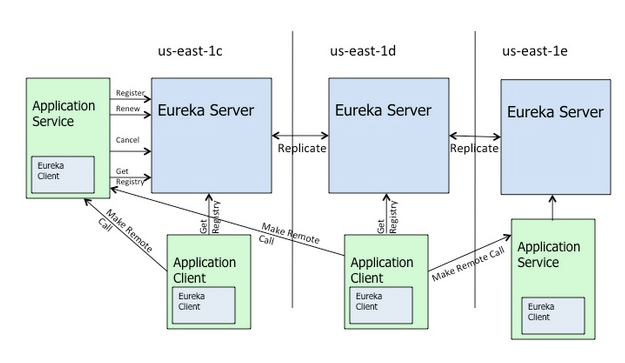 us-east-1c
us-east-1d
us-east-1e
Application
Service
Eureka
Client
Register
Renew
Cancel
Get
Registry
Eureka Server
Replicate
Eureka Server
Replicate
Eureka Server
Make Remote
Call
Get
Registry
Make Remote
Call
Get
Registry
Make Remote Call
Application
Client
Eureka
Client
Application
Client
Eureka
Client
Application
Service
Eureka
Client